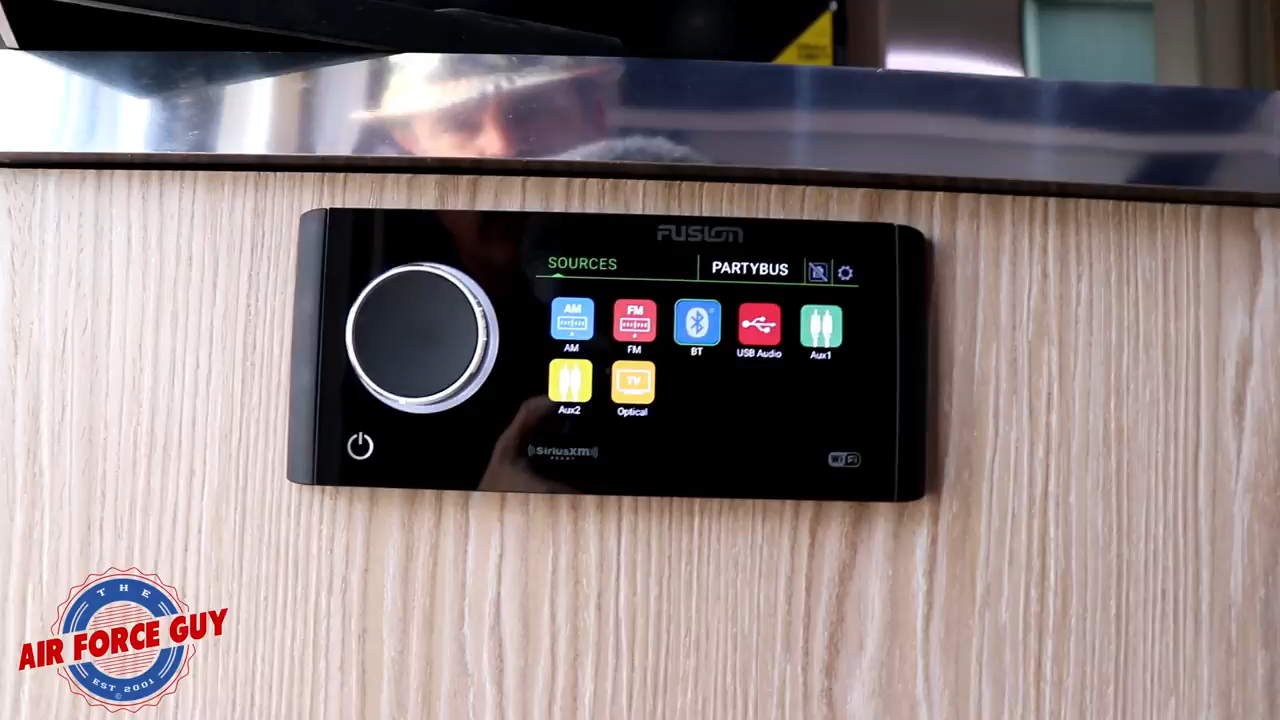 FUSION
SOURCES
PARTYBUS
AM
FM
AM
FM
BT
USB Audio
Aux1
TV
Aux2
Optical
SiriusXM
READY
WiFi
THE
AIR FORCE GUY
EST 2001
©